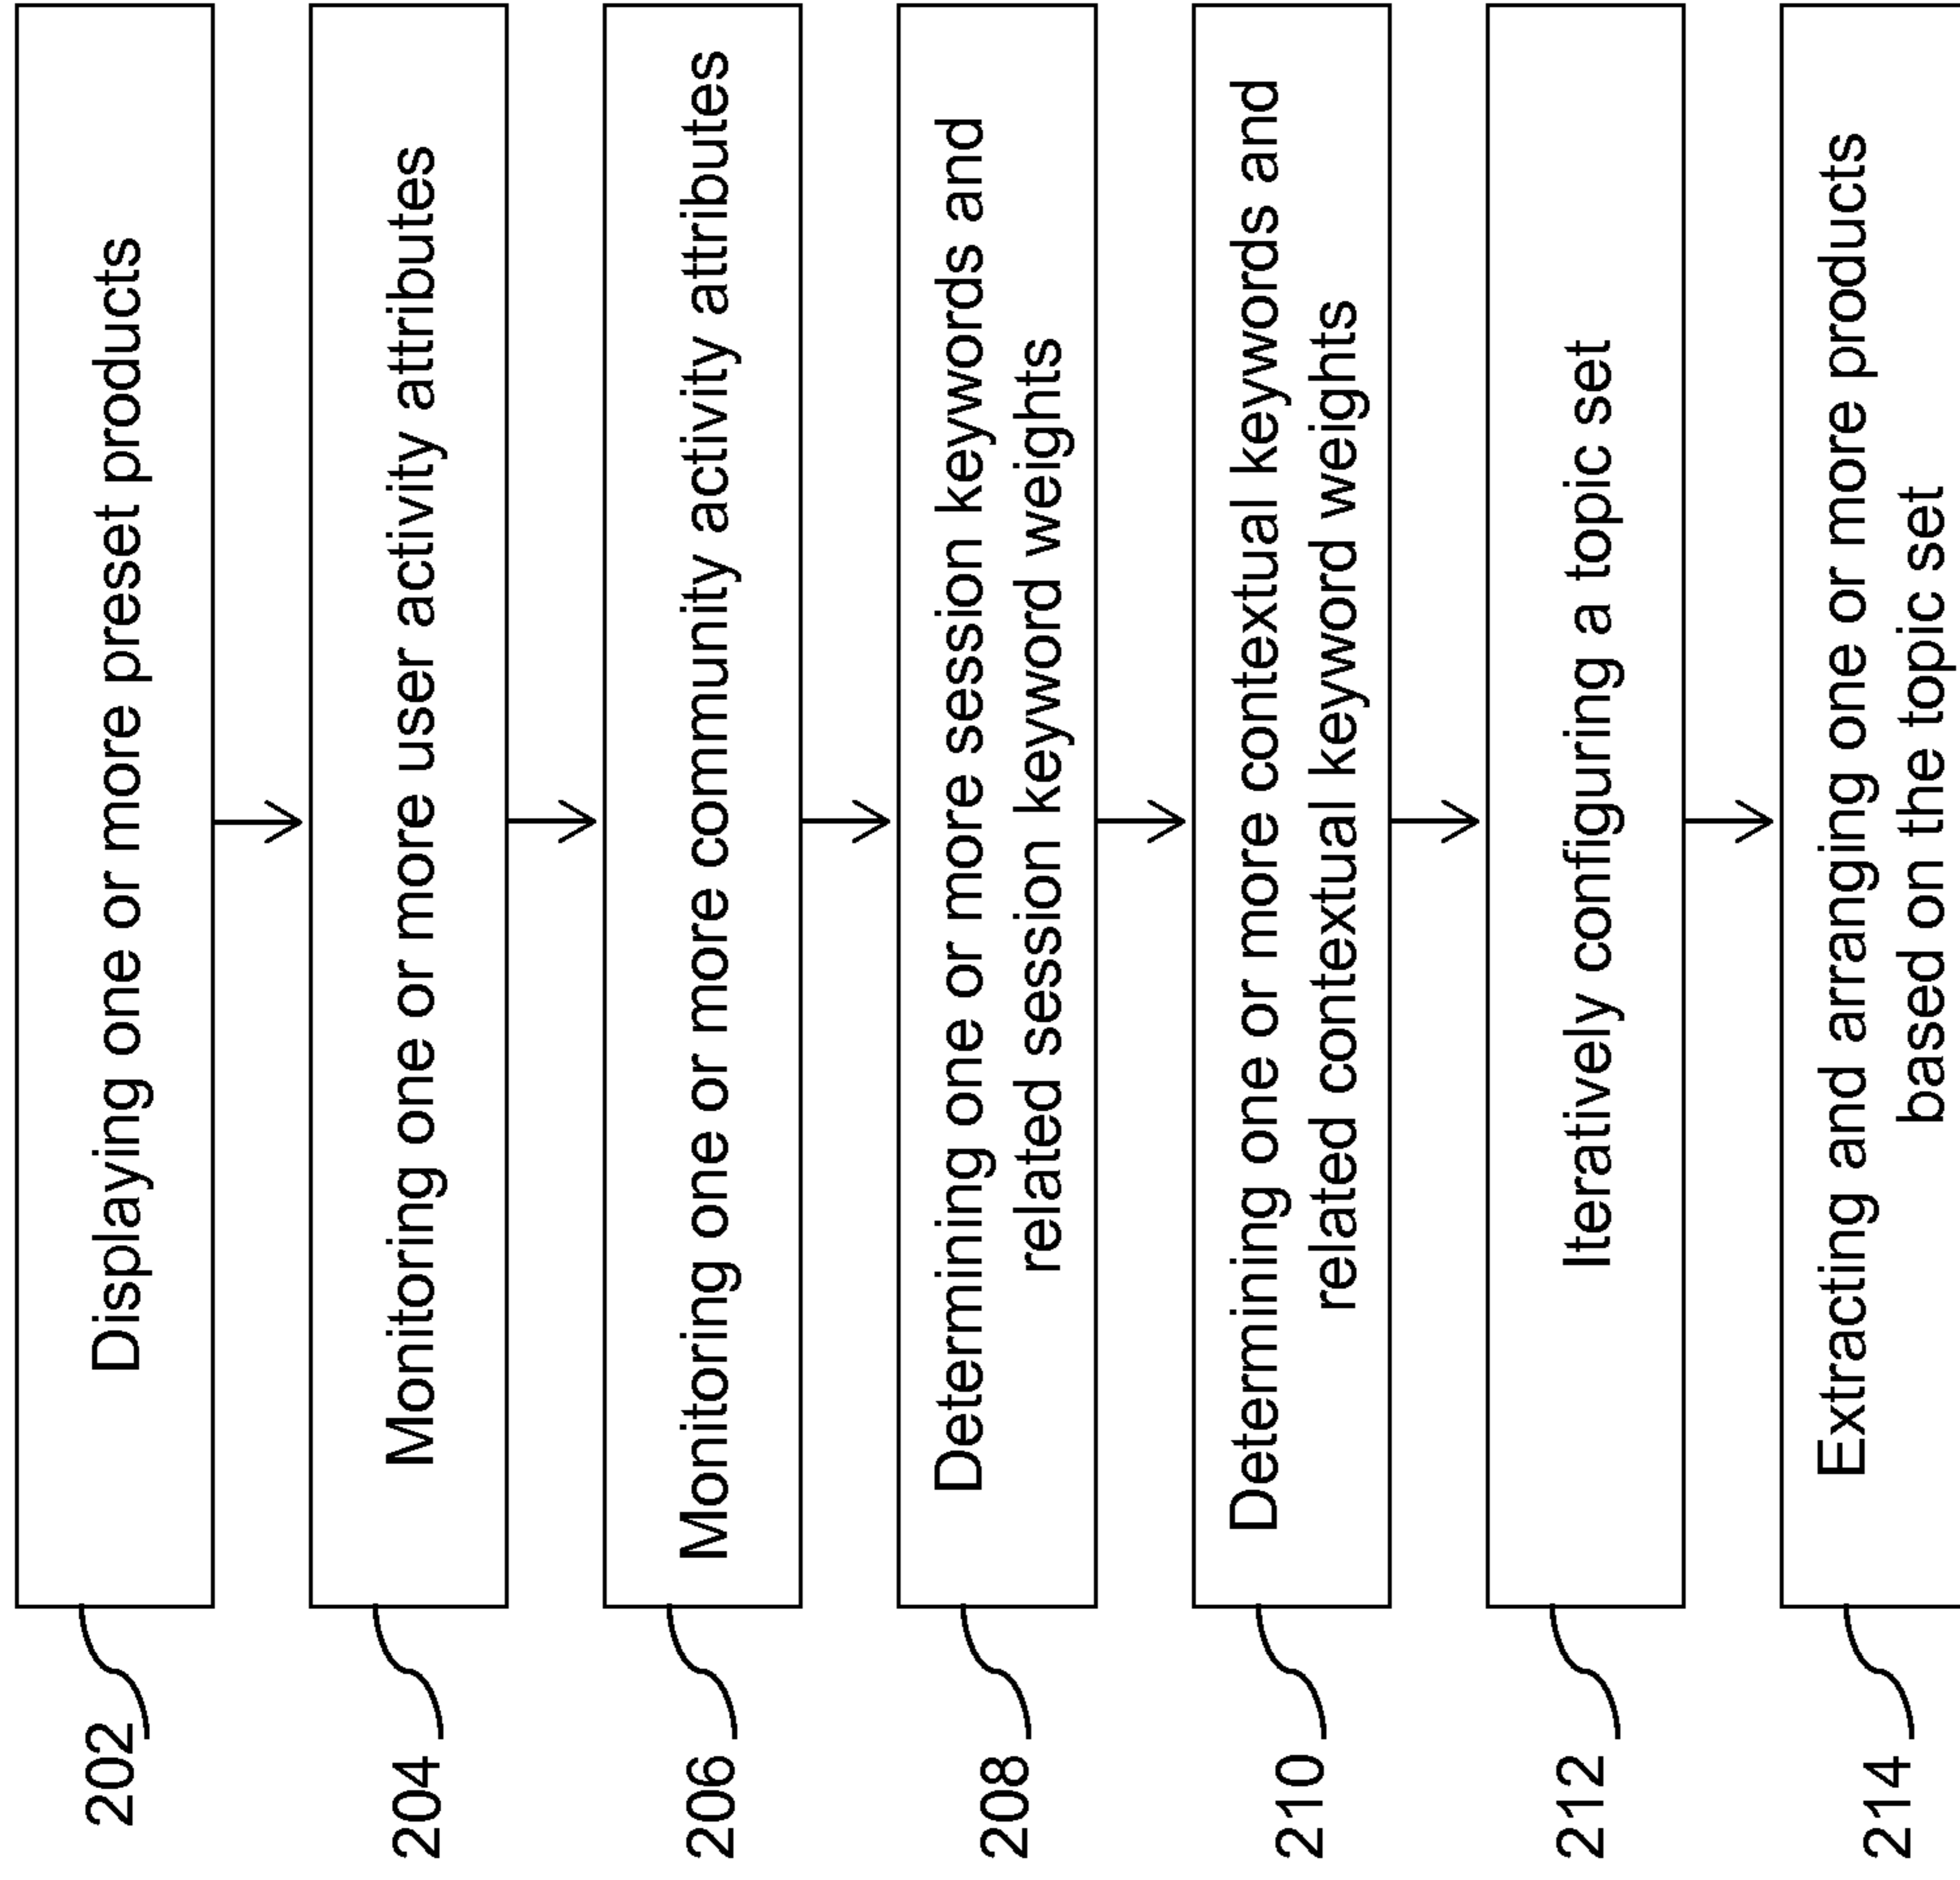 202
Displaying one or more preset products
204
Monitoring one or more user activity attributes
206
Monitoring one or more community activity attributes
208
Determining one or more session keywords and
related session keyword weights
210
Determining one or more contextual keywords and
related contextual keyword weights
212
Iteratively configuring a topic set
214
Extracting and arranging one or more products
based on the topic set